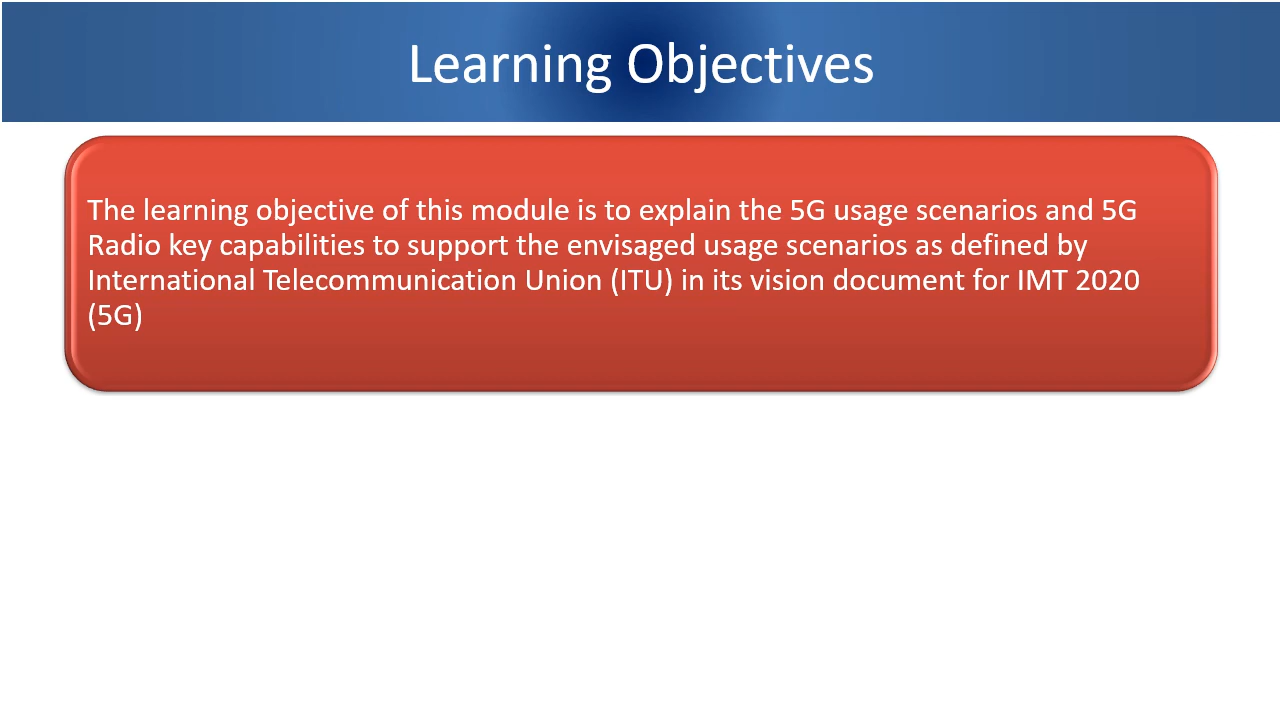 Learning Objectives
The learning objective of this module is to explain the 5G usage scenarios and 5G
Radio key capabilities to support the envisaged usage scenarios as defined by
International Telecommunication Union (ITU) in its vision document for IMT 2020
(5G)